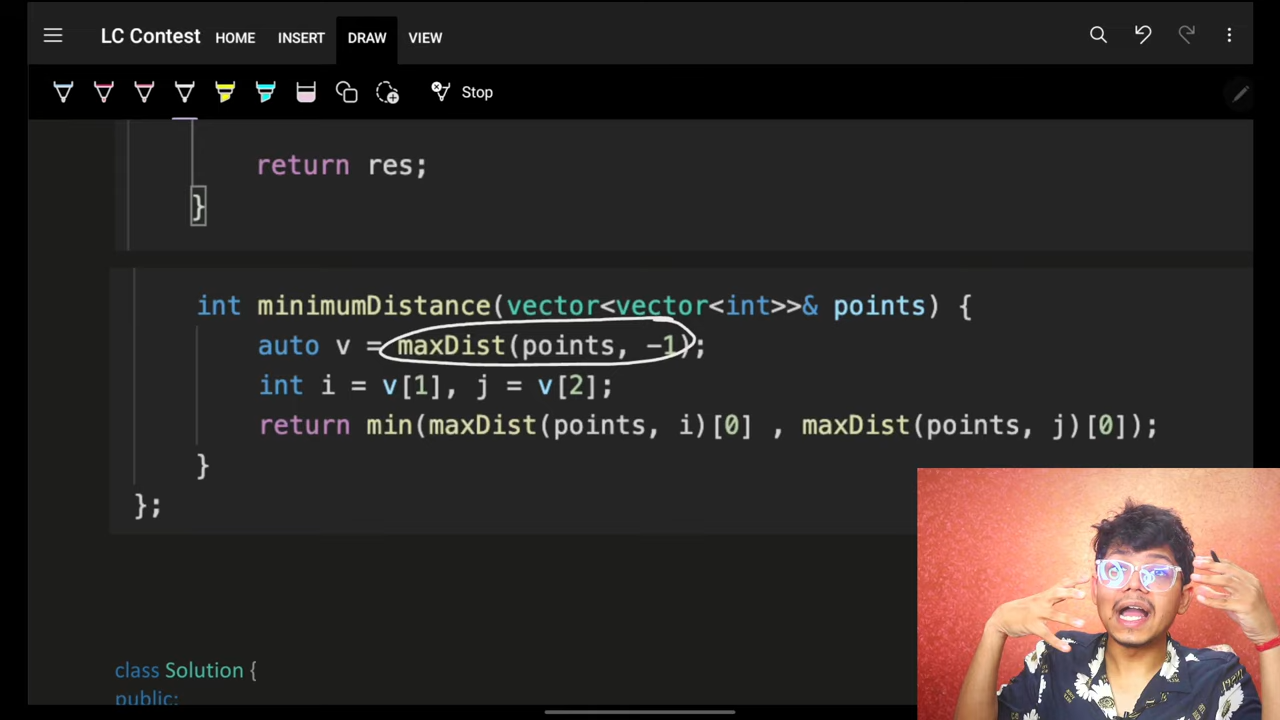 LC Contest HOME INSERT DRAW VIEW
Stop
return res;
}
int minimumDistance(vector<vector<int>>& points) {
auto v = maxDist(points, -1);
int i = v[1], j = v[2];
return min(maxDist(points, i)[0] , maxDist(points, j)[0]);
}
};
class Solution {
public: